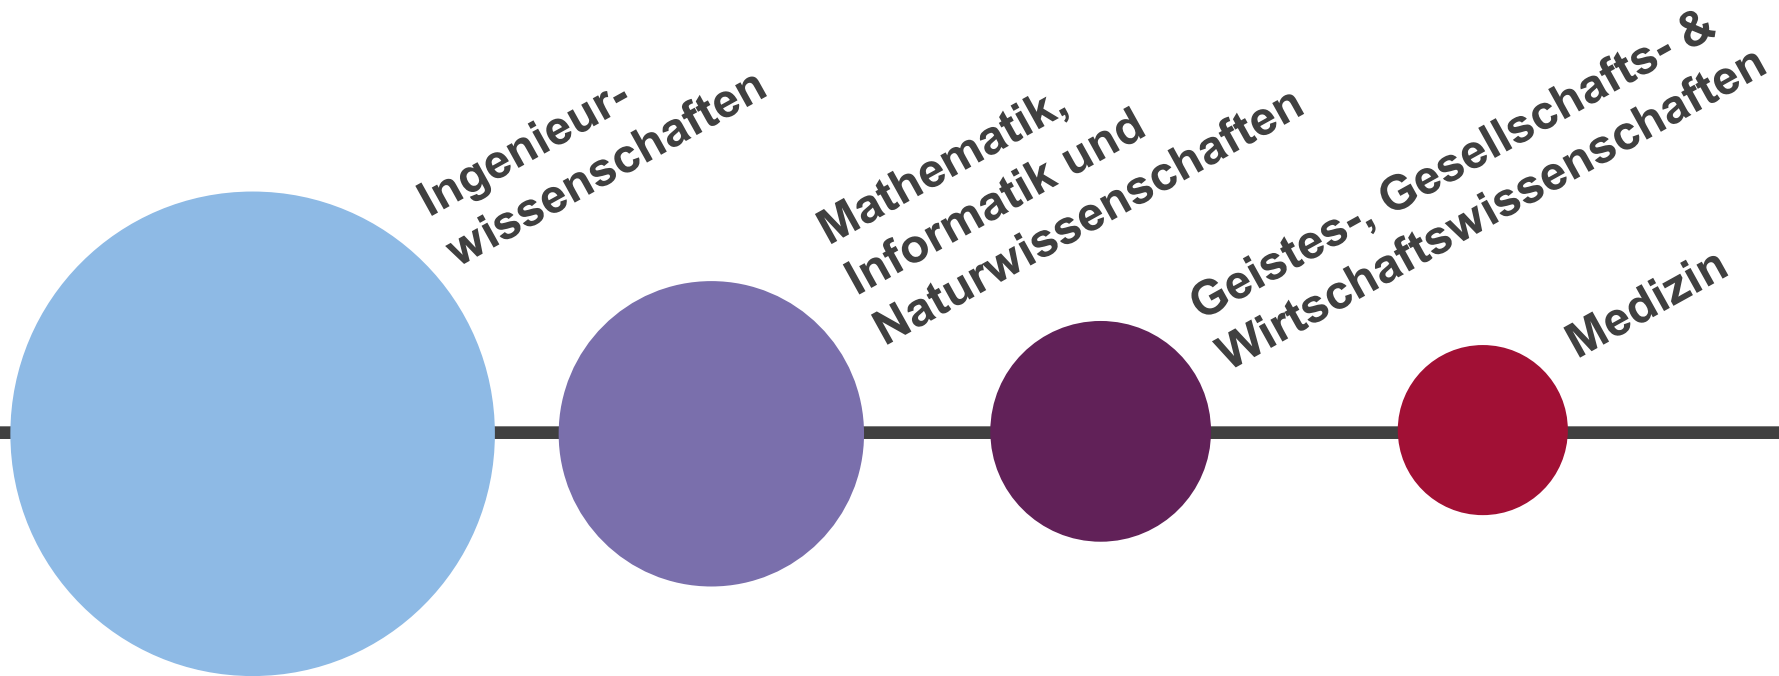 Ingenieur-
wissenschaften
Mathematik,
Informatik und
Naturwissenschaften
Geistes-, Gesellschafts- &
Wirtschaftswissenschaften
Medizin